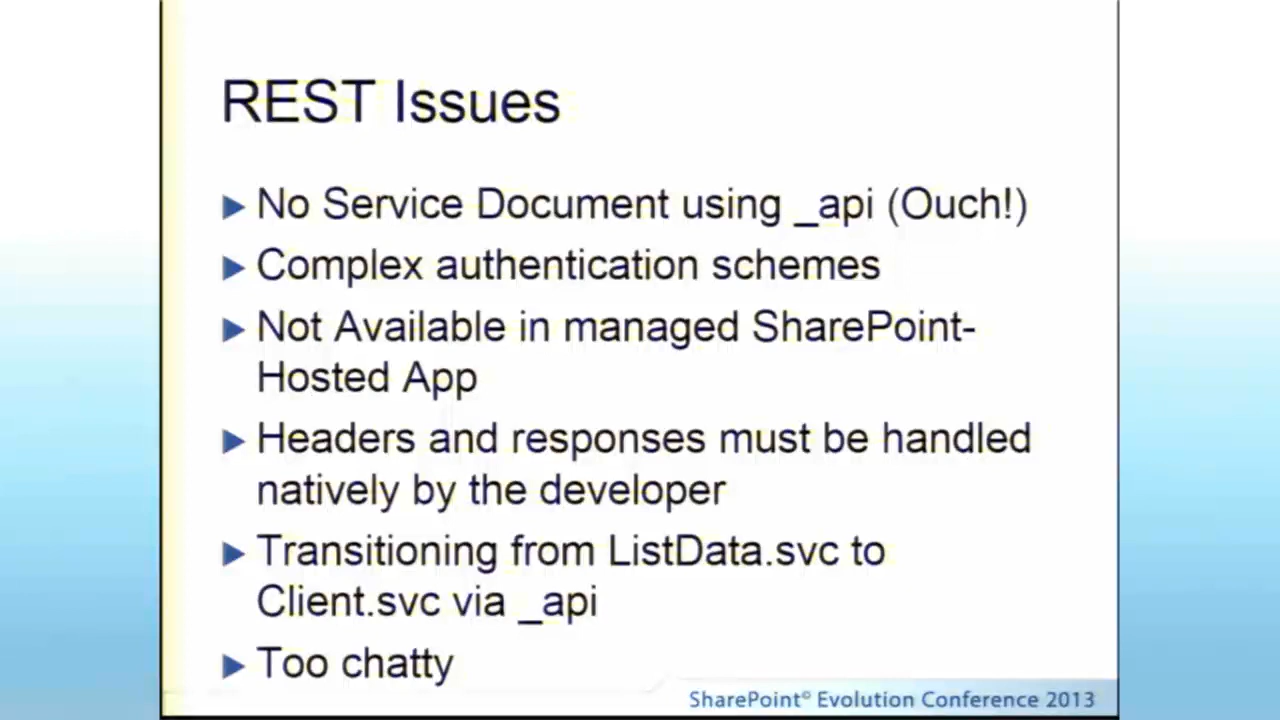 REST Issues
No Service Document using _api (Ouch!)
Complex authentication schemes
Not Available in managed SharePoint-
Hosted App
Headers and responses must be handled
natively by the developer
Transitioning from ListData.svc to
Client.svc via _api
Too chatty
SharePoint® Evolution Conference 2013